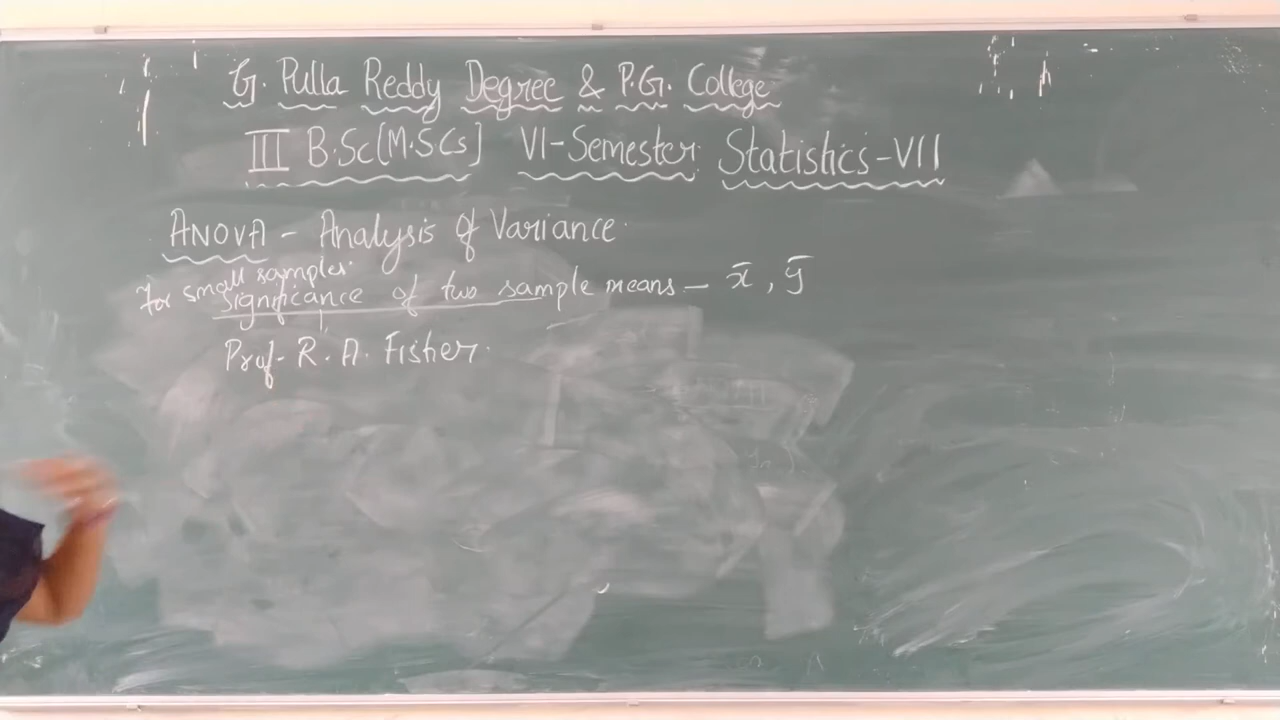 G. Pulla Reddy Degree & P.G. College
III B.Sc[M.SCs] VI-Semester Statistics-VII
ANOVA - Analysis of Variance.
For small samples.
Significance of two sample means - x̄, ȳ
Prof. R. A. Fisher.